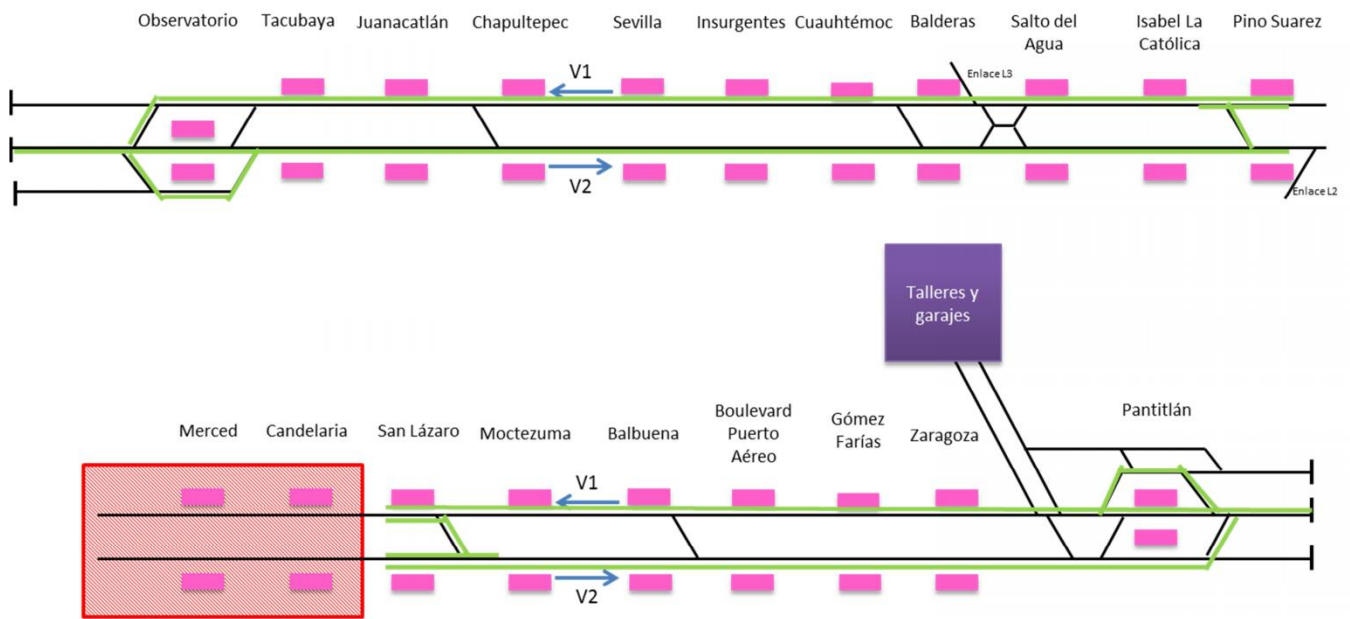 Observatorio
Tacubaya
Juanacatlán
Chapultepec
Sevilla
Insurgentes
Cuauhtémoc
Balderas
Salto del
Agua
Isabel La
Católica
Pino Suarez
V1
Enlace L3
V2
Enlace L2
Talleres y
garajes
Merced
Candelaria
San Lázaro
Moctezuma
Balbuena
Boulevard
Puerto
Aéreo
Gómez
Farías
Zaragoza
Pantitlán
V1
V2